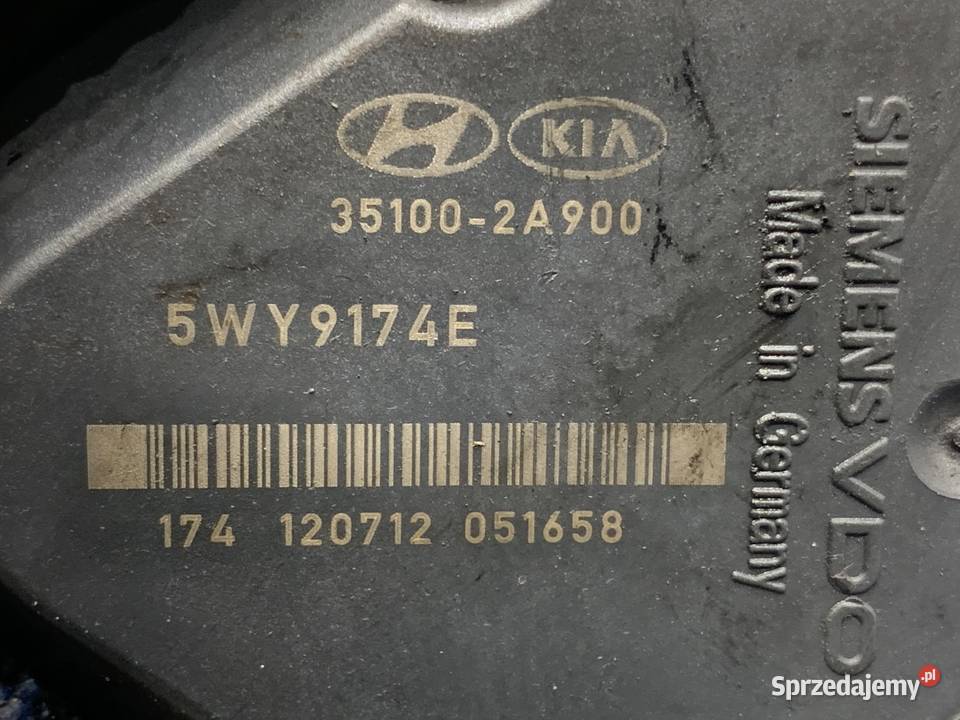 KIA
35100-2A900
5WY9174E
174 120712 051658
SIEMENS VDO
Made in Germany
Sprzedajemy.pl